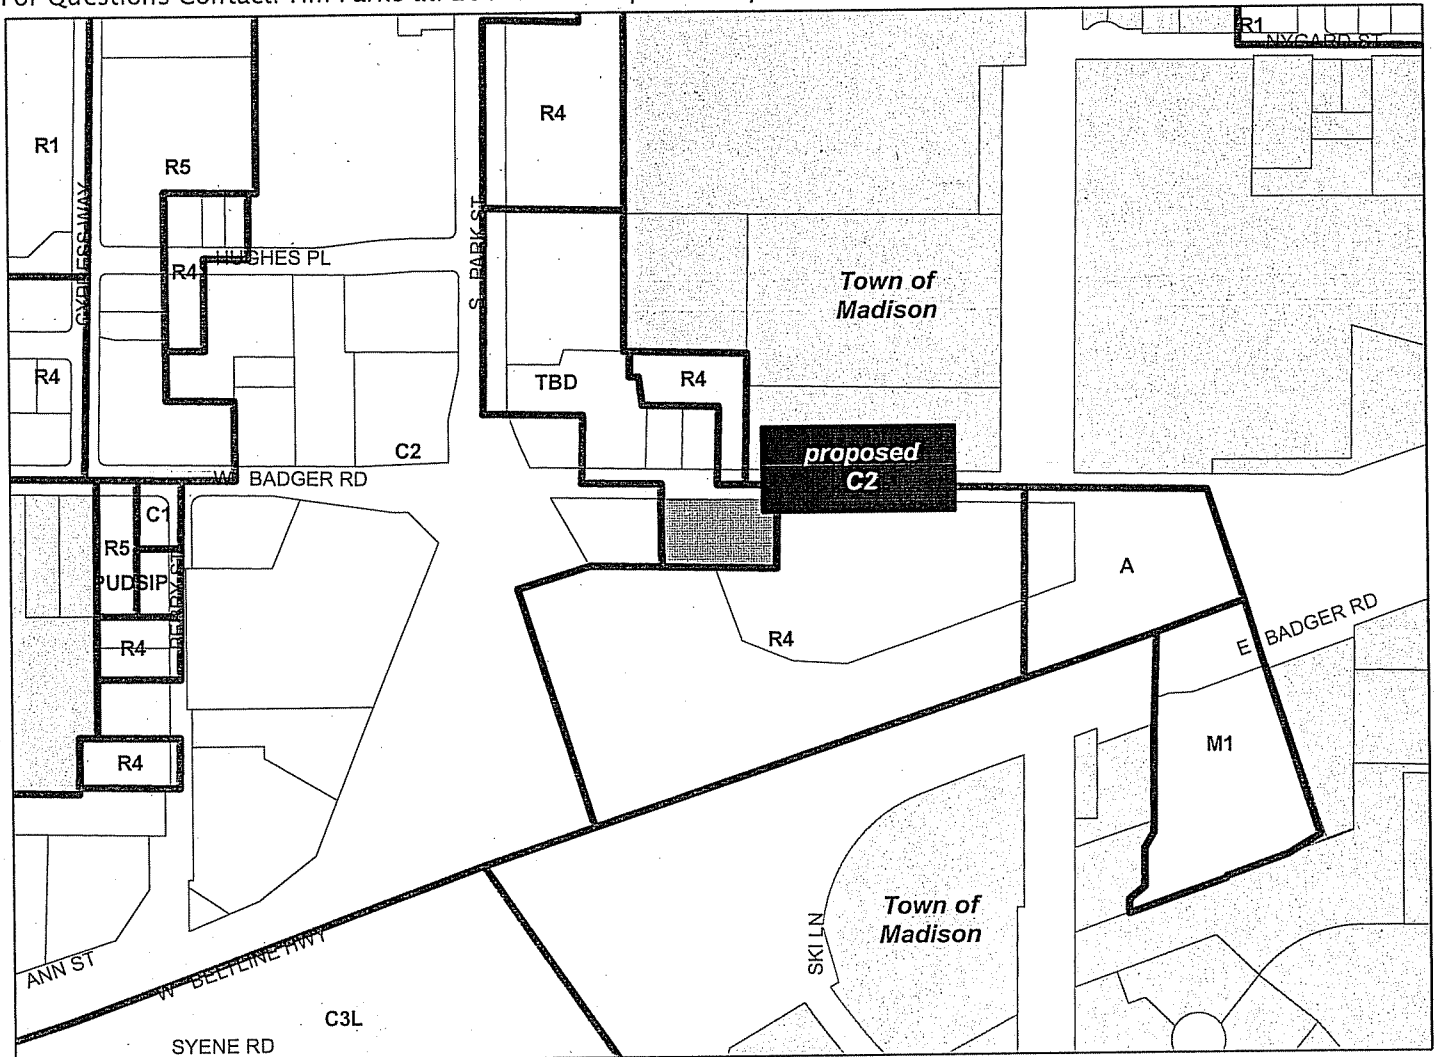 For Questions Contact: Tim Parks at:
R1
NYGARD ST
R4
R1
R5
CYPRESS WAY
S PARK ST
HUGHES PL
R4
Town of
Madison
R4
TBD
R4
C2
proposed
C2
W BADGER RD
C1
R5
PUDSIP
A
R4
R4
E BADGER RD
M1
R4
Town of
Madison
SKI LN
ANN ST
W BELTLINE HWY
C3L
SYENE RD